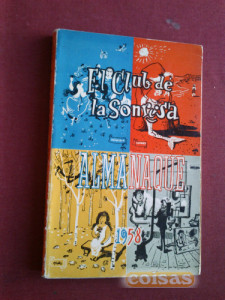 El Club de
la Sonrisa
ALMANAQUE
1958
coisas